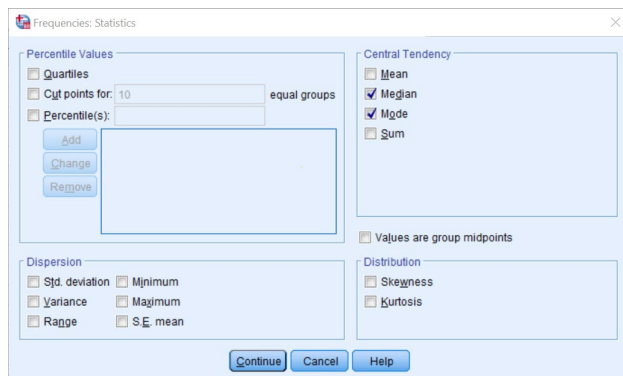 Frequencies: Statistics
Percentile Values
Quartiles
Cut points for: 10 equal groups
Percentile(s):
Add
Change
Remove
Central Tendency
Mean
Median
Mode
Sum
Values are group midpoints
Dispersion
Std. deviation Minimum
Variance Maximum
Range S.E. mean
Distribution
Skewness
Kurtosis
Continue Cancel Help